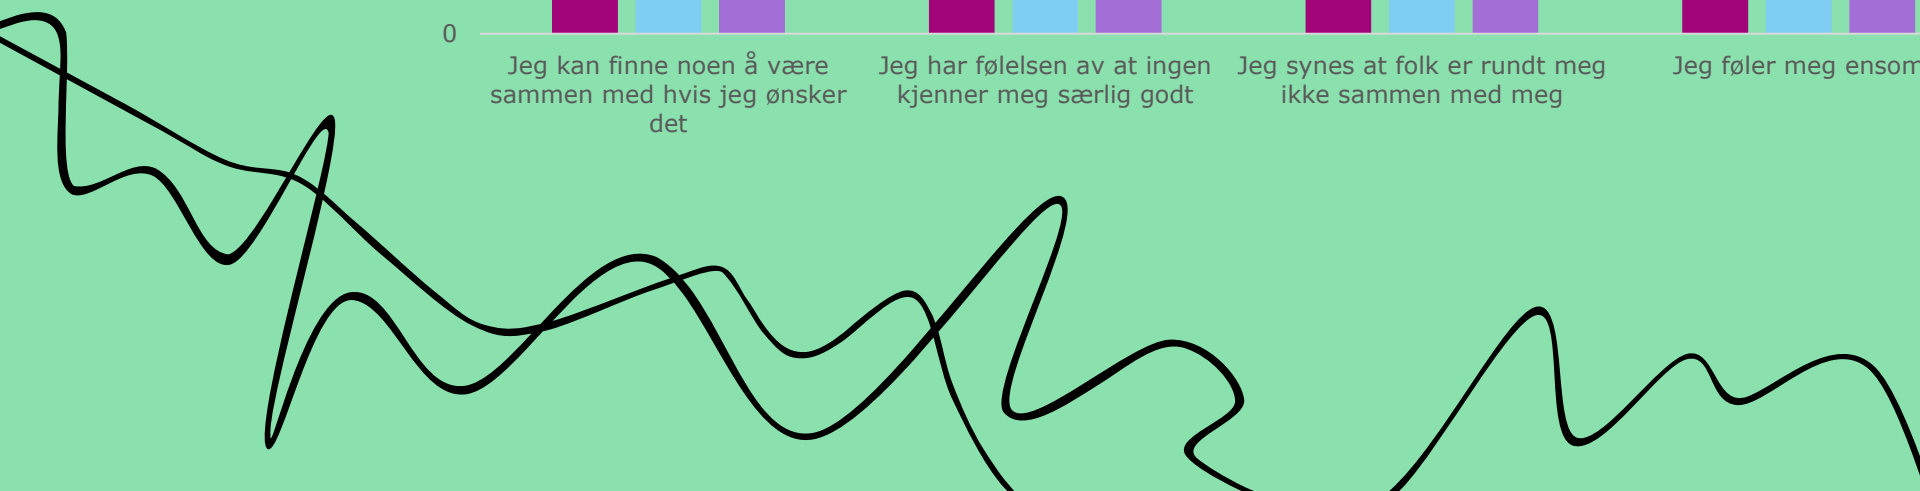 0
Jeg kan finne noen å være
sammen med hvis jeg ønsker
det
Jeg har følelsen av at ingen
kjenner meg særlig godt
Jeg synes at folk er rundt meg
ikke sammen med meg
Jeg føler meg ensom